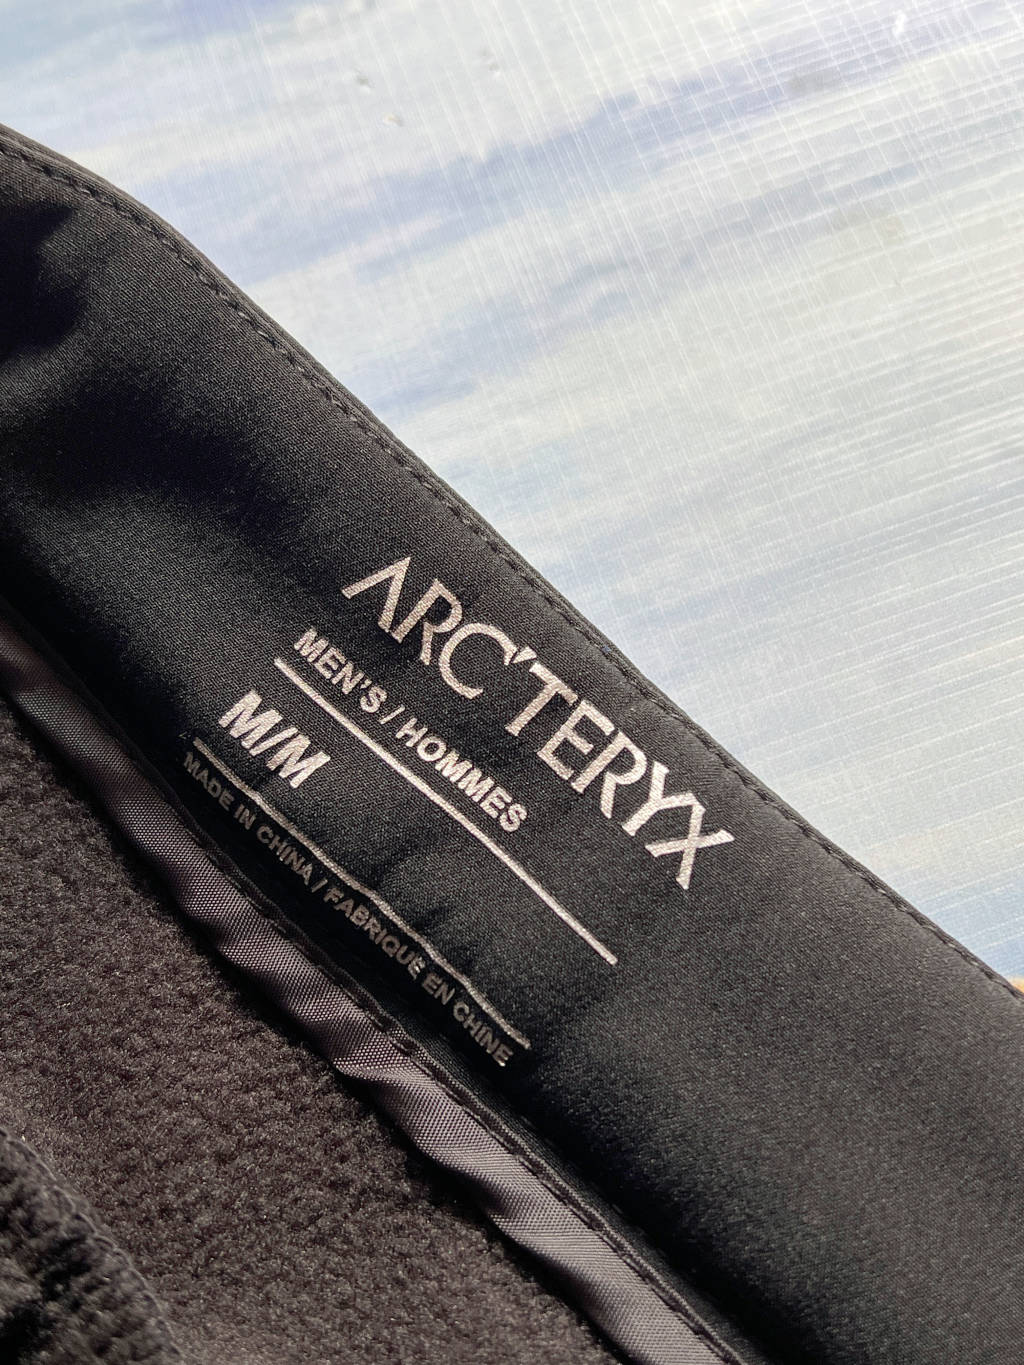 ARC'TERYX
MEN'S / HOMMES
M/M
MADE IN CHINA / FABRIQUÉ EN CHINE